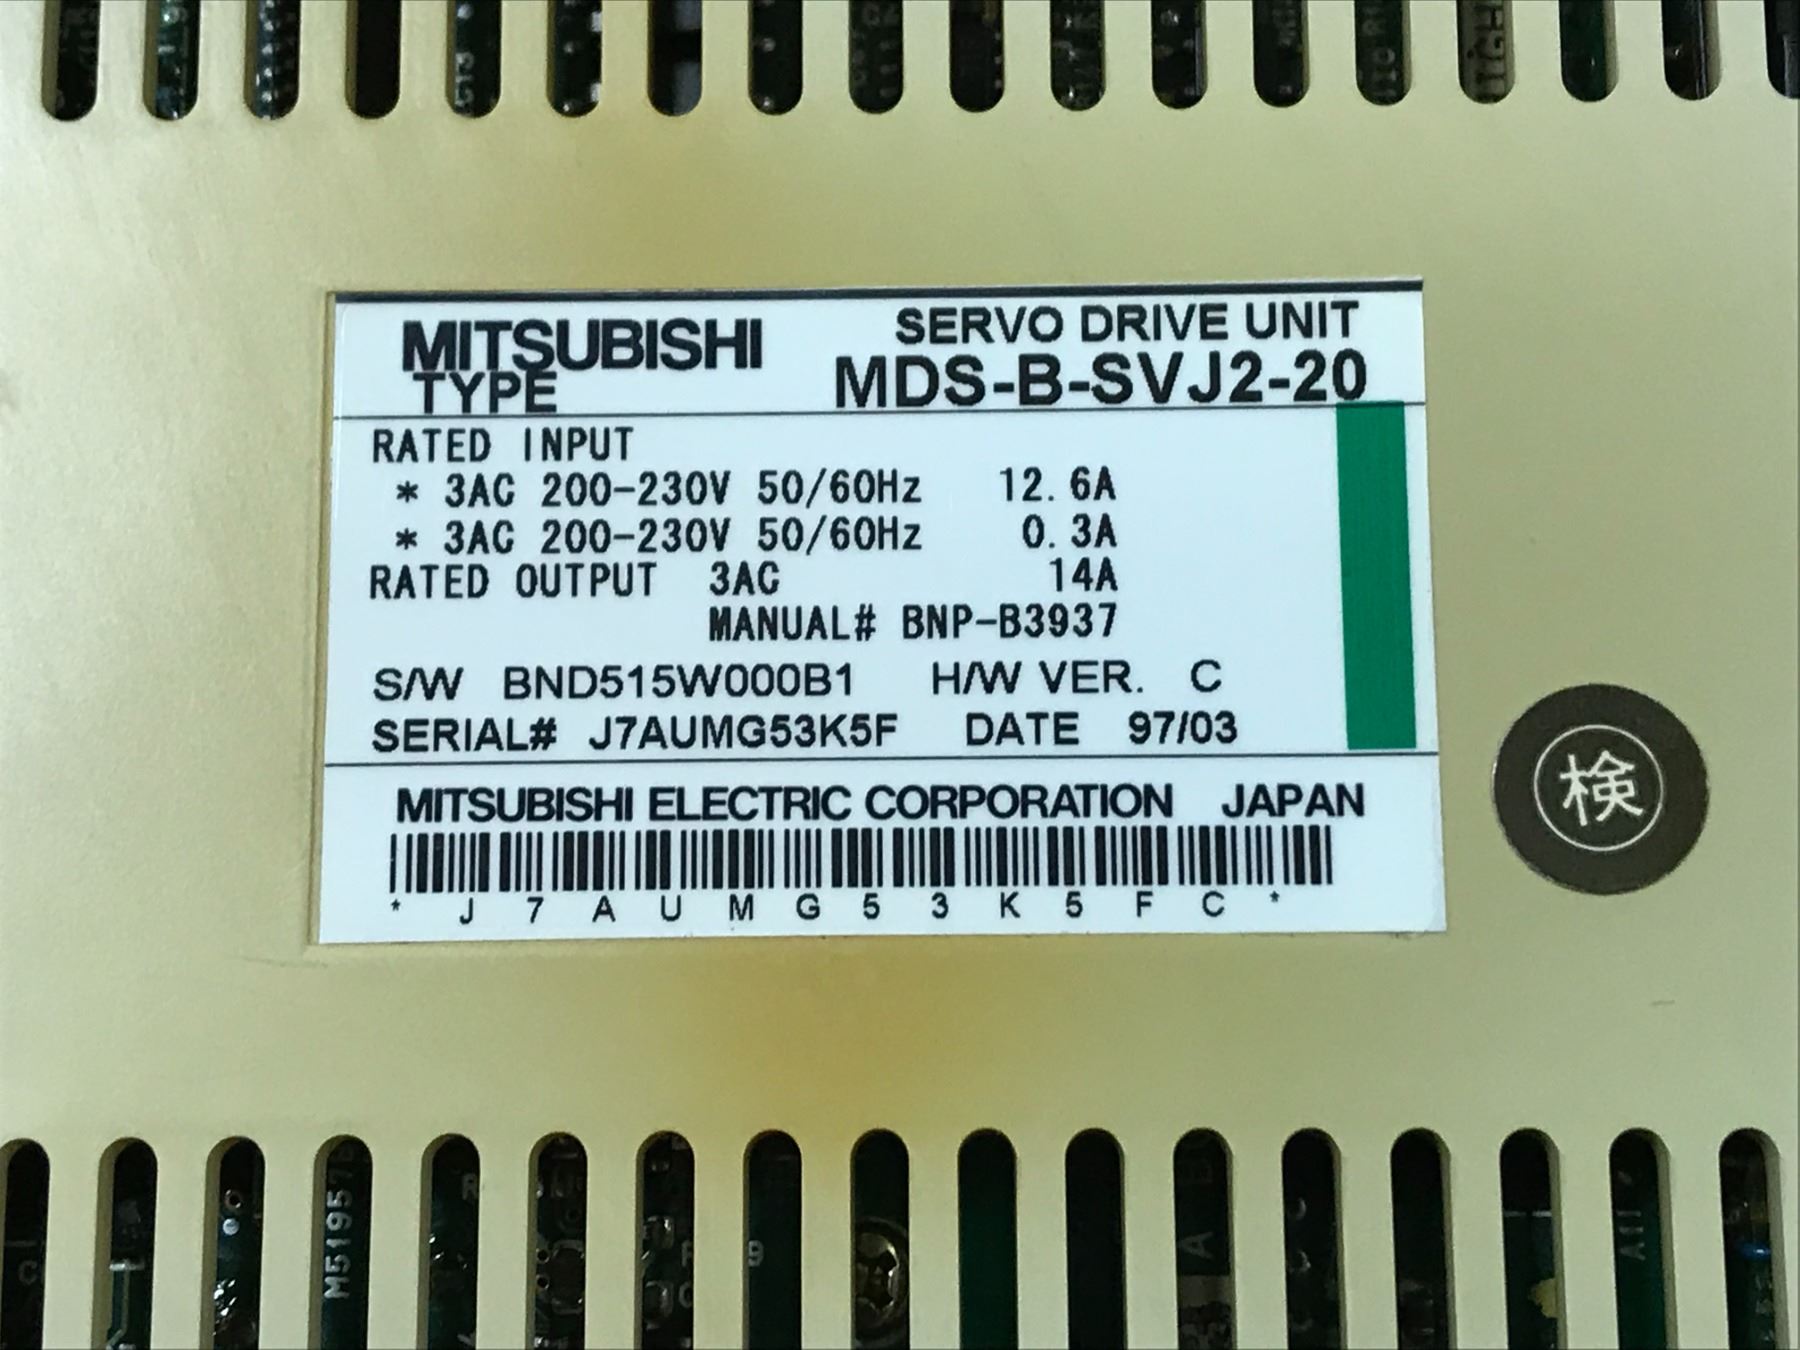 MITSUBISHI SERVO DRIVE UNIT
TYPE MDS-B-SVJ2-20
RATED INPUT
* 3AC 200-230V 50/60Hz 12.6A
* 3AC 200-230V 50/60Hz 0.3A
RATED OUTPUT 3AC 14A
MANUAL# BNP-B3937
S/W BND515W000B1 H/W VER. C
SERIAL# J7AUMG53K5F DATE 97/03
検
MITSUBISHI ELECTRIC CORPORATION JAPAN
* J 7 A U M G 5 3 K 5 F C *